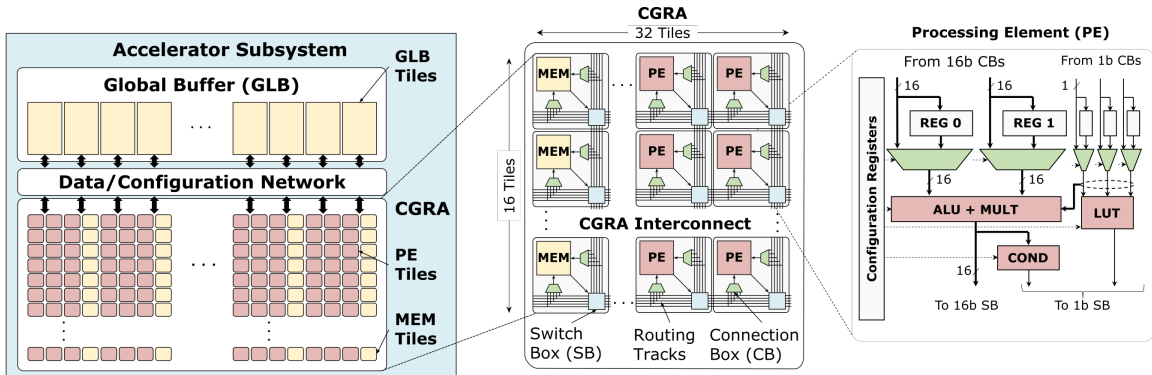 Accelerator Subsystem
Global Buffer (GLB)
GLB
Tiles
. . .
Data/Configuration Network
CGRA
PE
Tiles
. . .
MEM
Tiles
CGRA
32 Tiles
16 Tiles
MEM
. . .
PE
PE
MEM
PE
PE
CGRA Interconnect
MEM
. . .
PE
PE
Switch
Box (SB)
Routing
Tracks
Connection
Box (CB)
Processing Element (PE)
From 16b CBs
From 1b CBs
16
16
1
REG 0
REG 1
Configuration Registers
16
16
ALU + MULT
LUT
COND
16
To 16b SB
To 1b SB